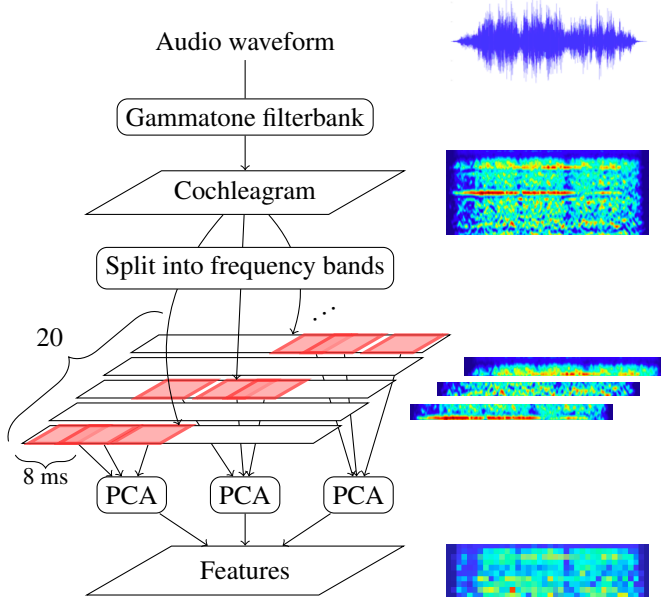 Audio waveform
Gammatone filterbank
Cochleagram
Split into frequency bands
...
20
8 ms
PCA
PCA
PCA
Features